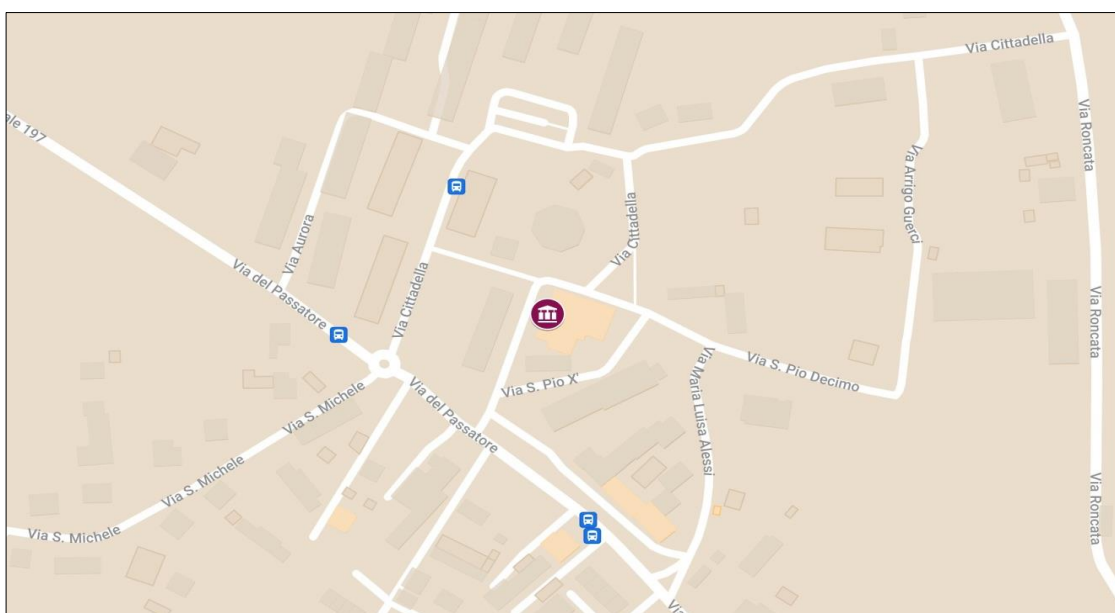 Via Cittadella
ale 197
Via Roncata
Via Arrigo Guerci
Via Cittadella
Via Aurora
Via del Passatore
Via Cittadella
Via Roncata
Via S. Pio Decimo
Via Maria Luisa Alessi
Via S. Pio X'
Via S. Michele
Via del Passatore
Via S. Michele
Via Roncata
Via S. Michele